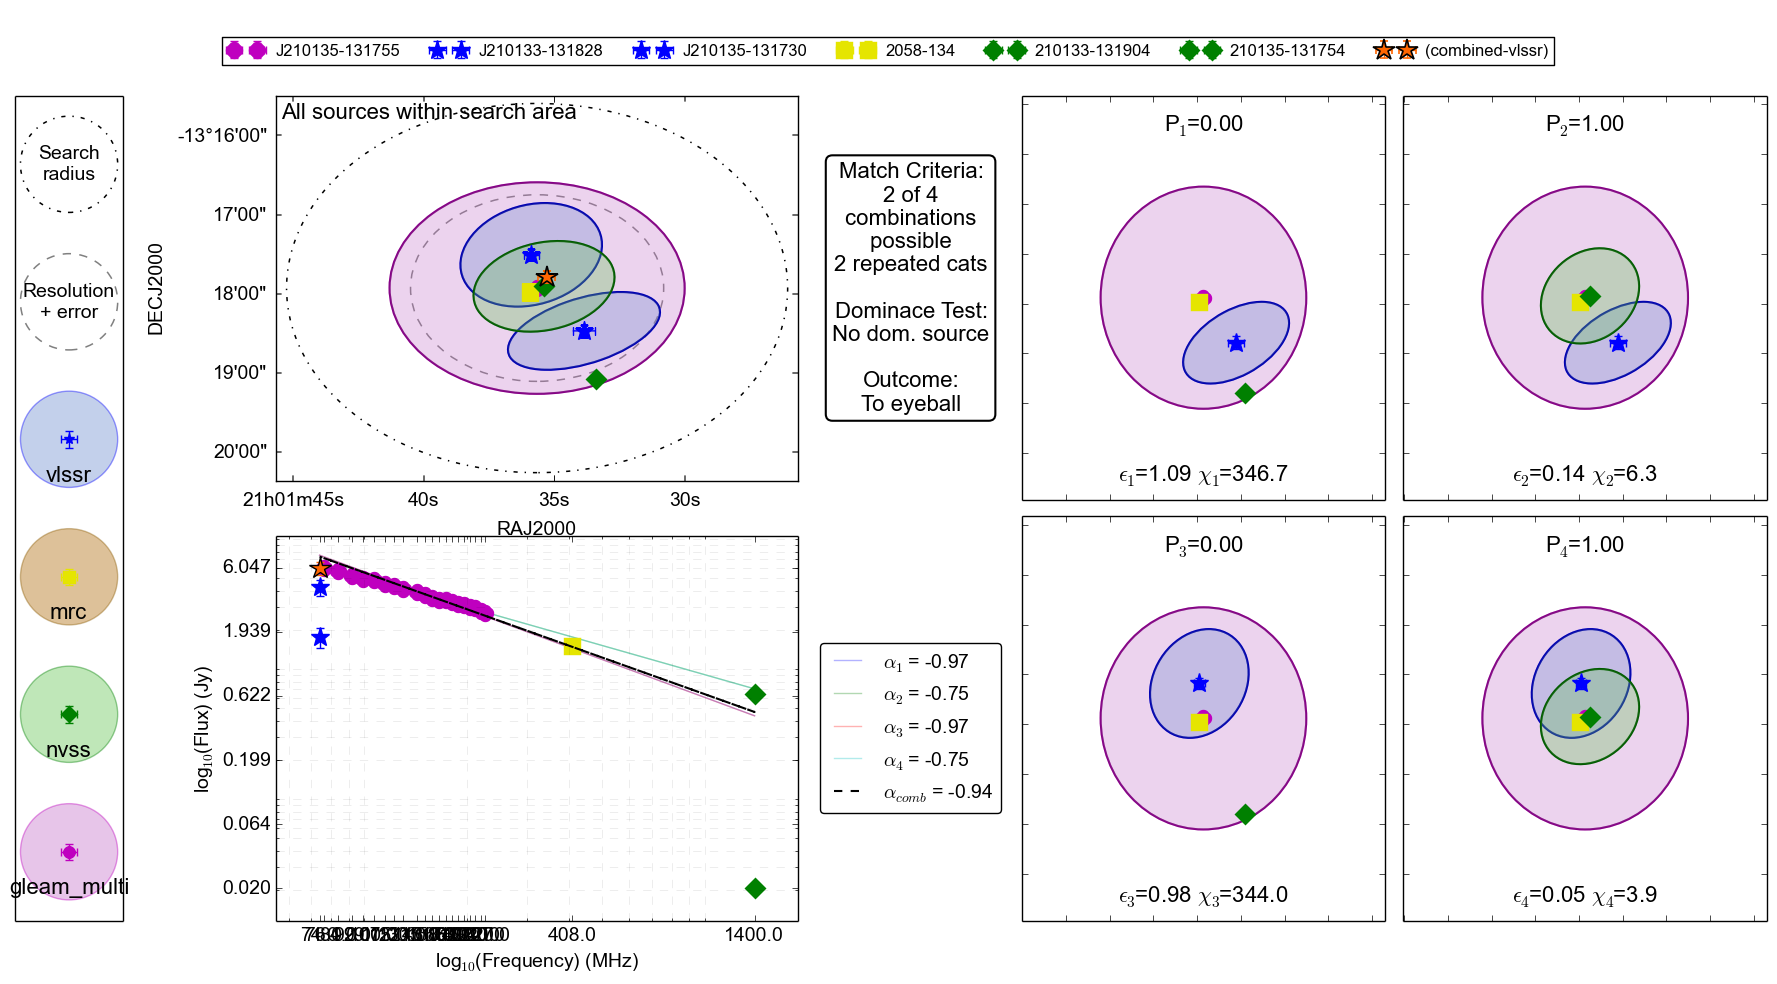 J210135-131755
J210133-131828
J210135-131730
2058-134
210133-131904
210135-131754
(combined-vlssr)
Search
radius
Resolution
+ error
vlssr
mrc
nvss
gleam_multi
All sources within search area
-13°16'00"
17'00"
18'00"
19'00"
20'00"
DECJ2000
21h01m45s
40s
35s
30s
RAJ2000
Match Criteria:
2 of 4
combinations
possible
2 repeated cats
Dominace Test:
No dom. source
Outcome:
To eyeball
P1=0.00
ϵ1=1.09 χ1=346.7
P2=1.00
ϵ2=0.14 χ2=6.3
P3=0.00
ϵ3=0.98 χ3=344.0
P4=1.00
ϵ4=0.05 χ4=3.9
6.047
1.939
0.622
0.199
0.064
0.020
log10(Flux) (Jy)
408.0
1400.0
log10(Frequency) (MHz)
α1 = -0.97
α2 = -0.75
α3 = -0.97
α4 = -0.75
αcomb = -0.94